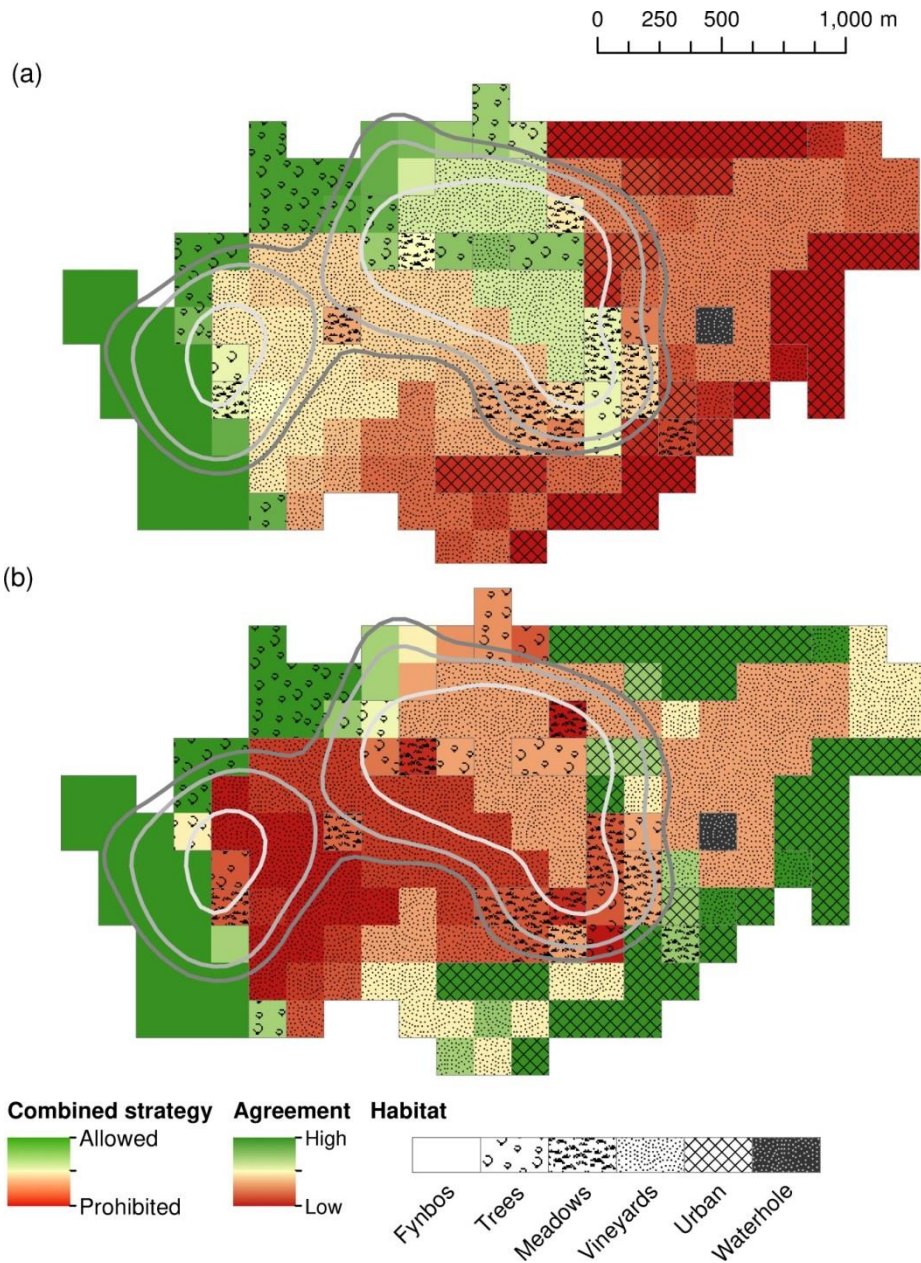 0 250 500 1,000 m
(a)
(b)
Combined strategy Agreement Habitat
Allowed High
Prohibited Low
Fynbos Trees Meadows Vineyards Urban Waterhole